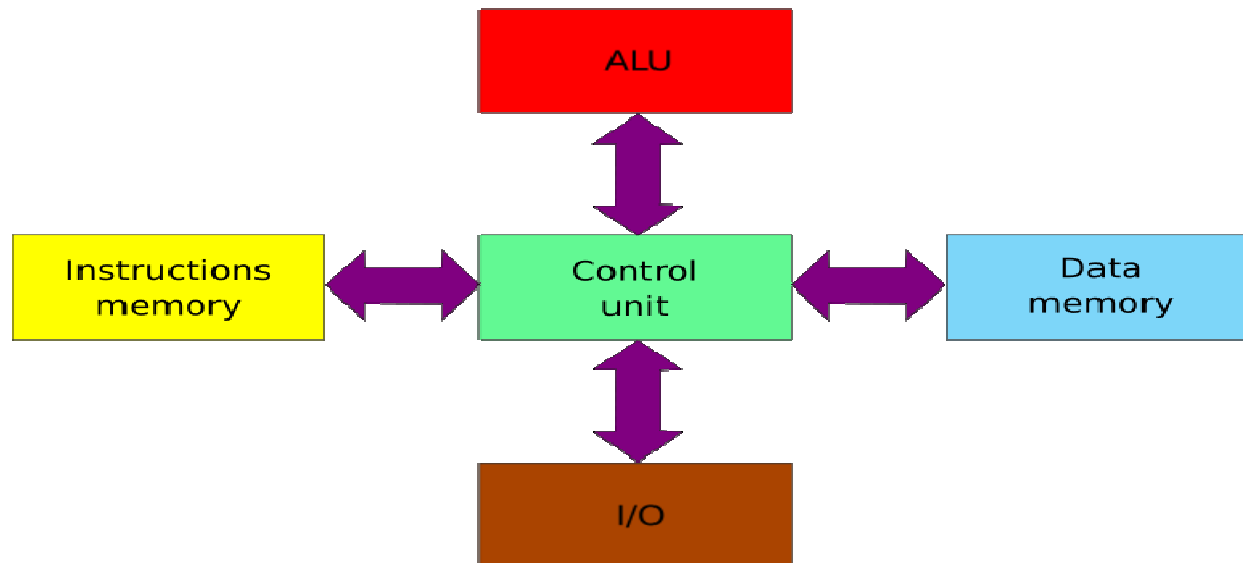 ALU
Instructions
memory
Control
unit
Data
memory
I/O